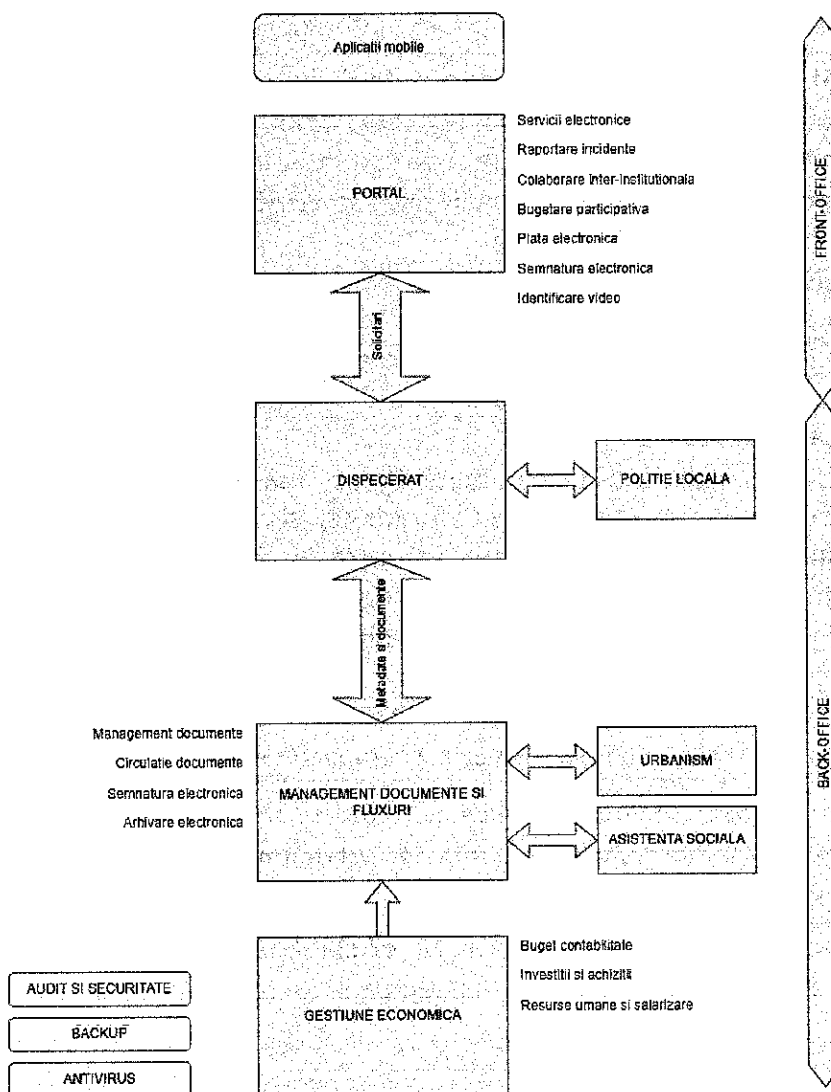 Aplicatii mobile
PORTAL
Servicii electronice
Raportare incidente
Colaborare inter-institutionala
Bugetare participativa
Plata electronica
Semnatura electronica
Identificare video
FRONT-OFFICE
Solicitari
DISPECERAT
POLITIE LOCALA
Metadate si documente
BACK-OFFICE
Management documente
Circulatie documente
Semnatura electronica
Arhivare electronica
MANAGEMENT DOCUMENTE SI
FLUXURI
URBANISM
ASISTENTA SOCIALA
GESTIUNE ECONOMICA
Buget contabilitate
Investitii si achizitii
Resurse umane si salarizare
AUDIT SI SECURITATE
BACKUP
ANTIVIRUS